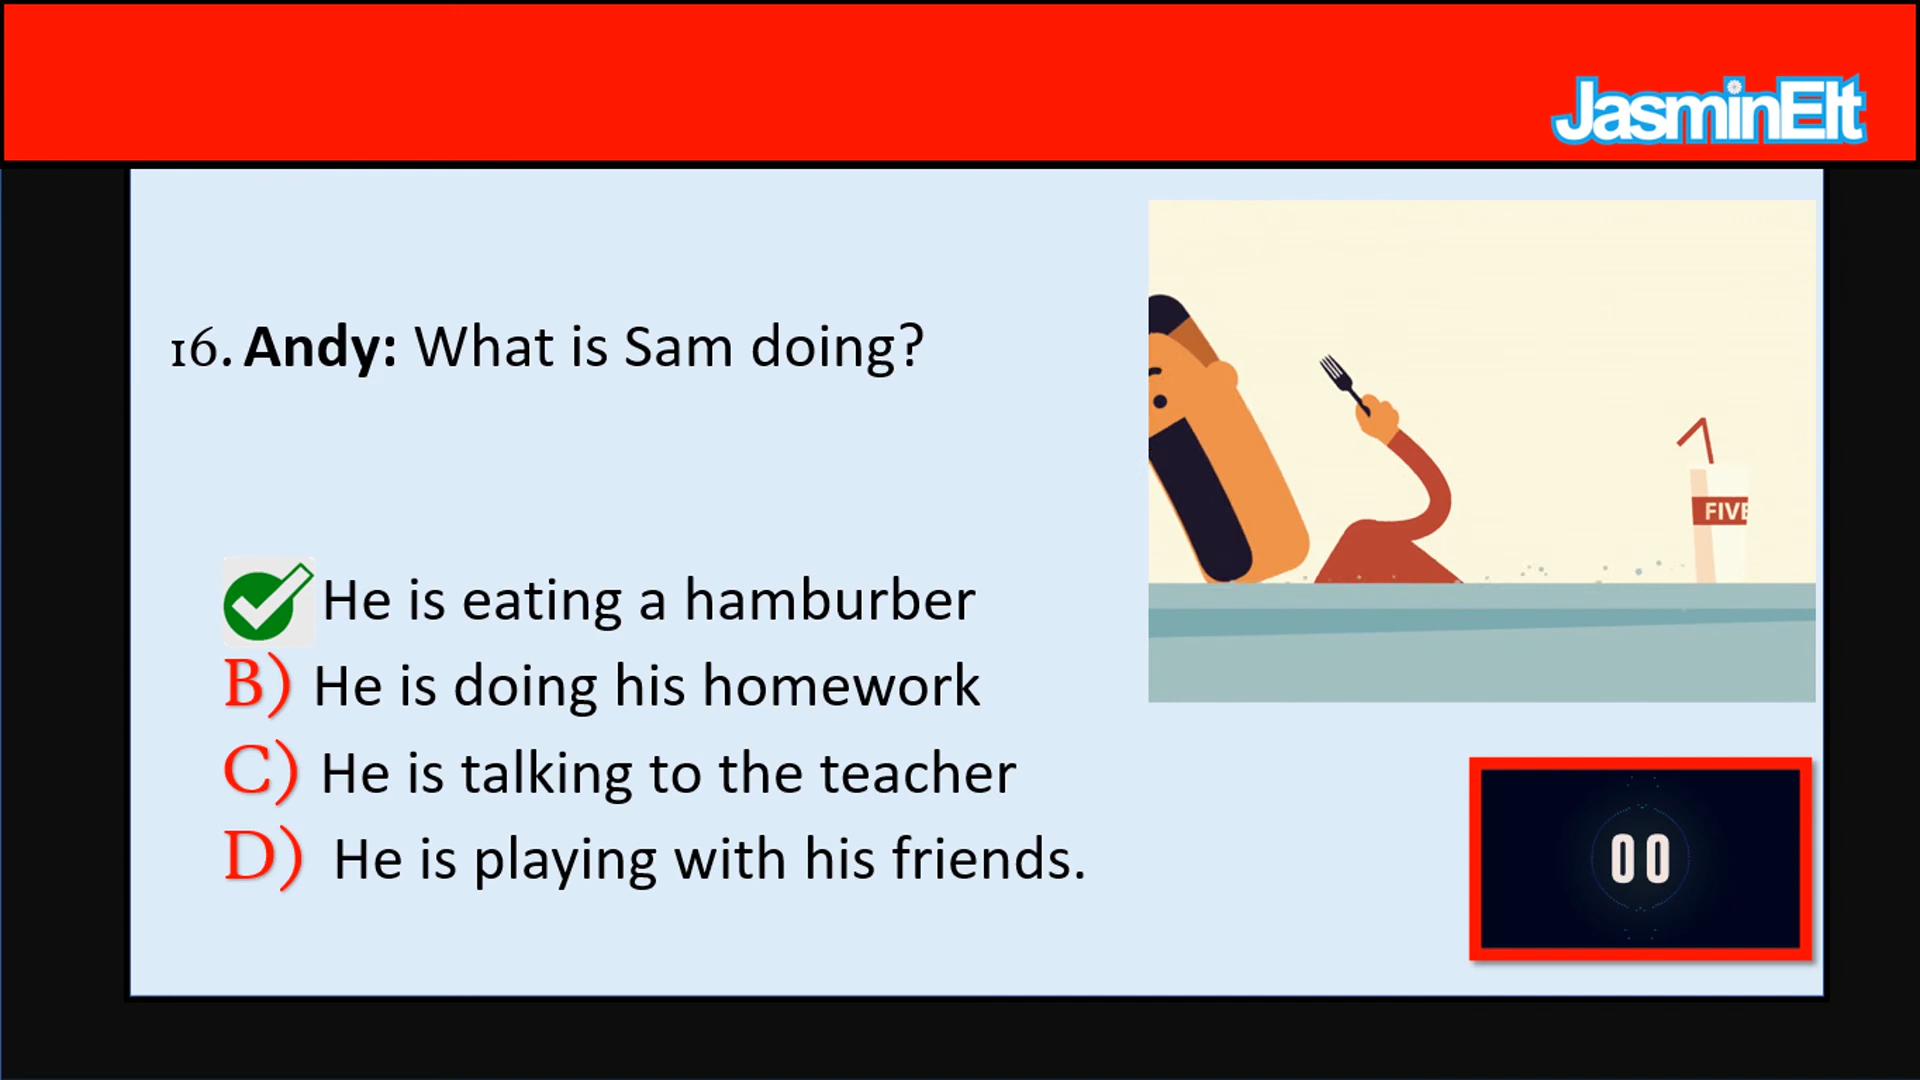 JasminElt
16. Andy: What is Sam doing?
He is eating a hamburber
B) He is doing his homework
C) He is talking to the teacher
D) He is playing with his friends.
FIVE
00